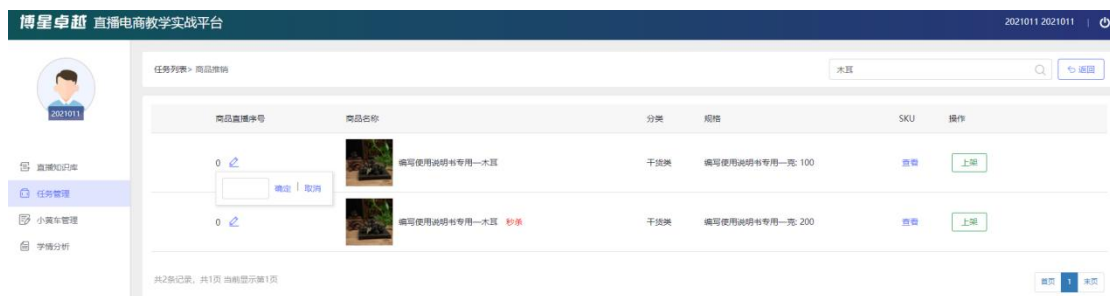 博星卓越 直播电商教学实战平台 2021011 2021011
2021011
直播知识库
任务管理
小黄车管理
学情分析
任务列表> 商品推销 木耳 返回
商品直播序号 商品名称 分类 规格 SKU 操作
0 编写使用说明书专用—木耳 干货类 编写使用说明书专用—克: 100 查看 上架
确定 | 取消
0 编写使用说明书专用—木耳 秒杀 干货类 编写使用说明书专用—克: 200 查看 上架
共2条记录, 共1页 当前显示第1页 首页 1 末页